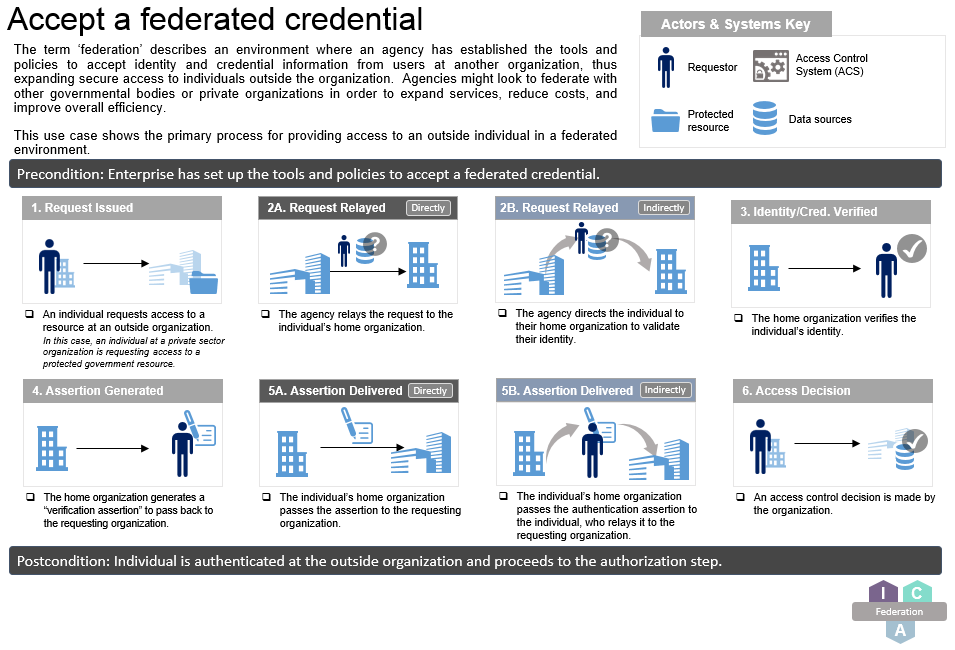 Accept a federated credential
The term ‘federation’ describes an environment where an agency has established the tools and
policies to accept identity and credential information from users at another organization, thus
expanding secure access to individuals outside the organization. Agencies might look to federate with
other governmental bodies or private organizations in order to expand services, reduce costs, and
improve overall efficiency.
This use case shows the primary process for providing access to an outside individual in a federated
environment.
Actors & Systems Key
Requestor
Access Control
System (ACS)
Protected
resource
Data sources
Precondition: Enterprise has set up the tools and policies to accept a federated credential.
1. Request Issued
An individual requests access to a
resource at an outside organization.
In this case, an individual at a private sector
organization is requesting access to a
protected government resource.
2A. Request Relayed
Directly
?
The agency relays the request to the
individual’s home organization.
2B. Request Relayed
Indirectly
?
The agency directs the individual to
their home organization to validate
their identity.
3. Identity/Cred. Verified
The home organization verifies the
individual’s identity.
4. Assertion Generated
The home organization generates a
“verification assertion” to pass back to
the requesting organization.
5A. Assertion Delivered
Directly
The individual’s home organization
passes the assertion to the requesting
organization.
5B. Assertion Delivered
Indirectly
The individual’s home organization
passes the authentication assertion to
the individual, who relays it to the
requesting organization.
6. Access Decision
An access control decision is made by
the organization.
Postcondition: Individual is authenticated at the outside organization and proceeds to the authorization step.
I C
Federation
A